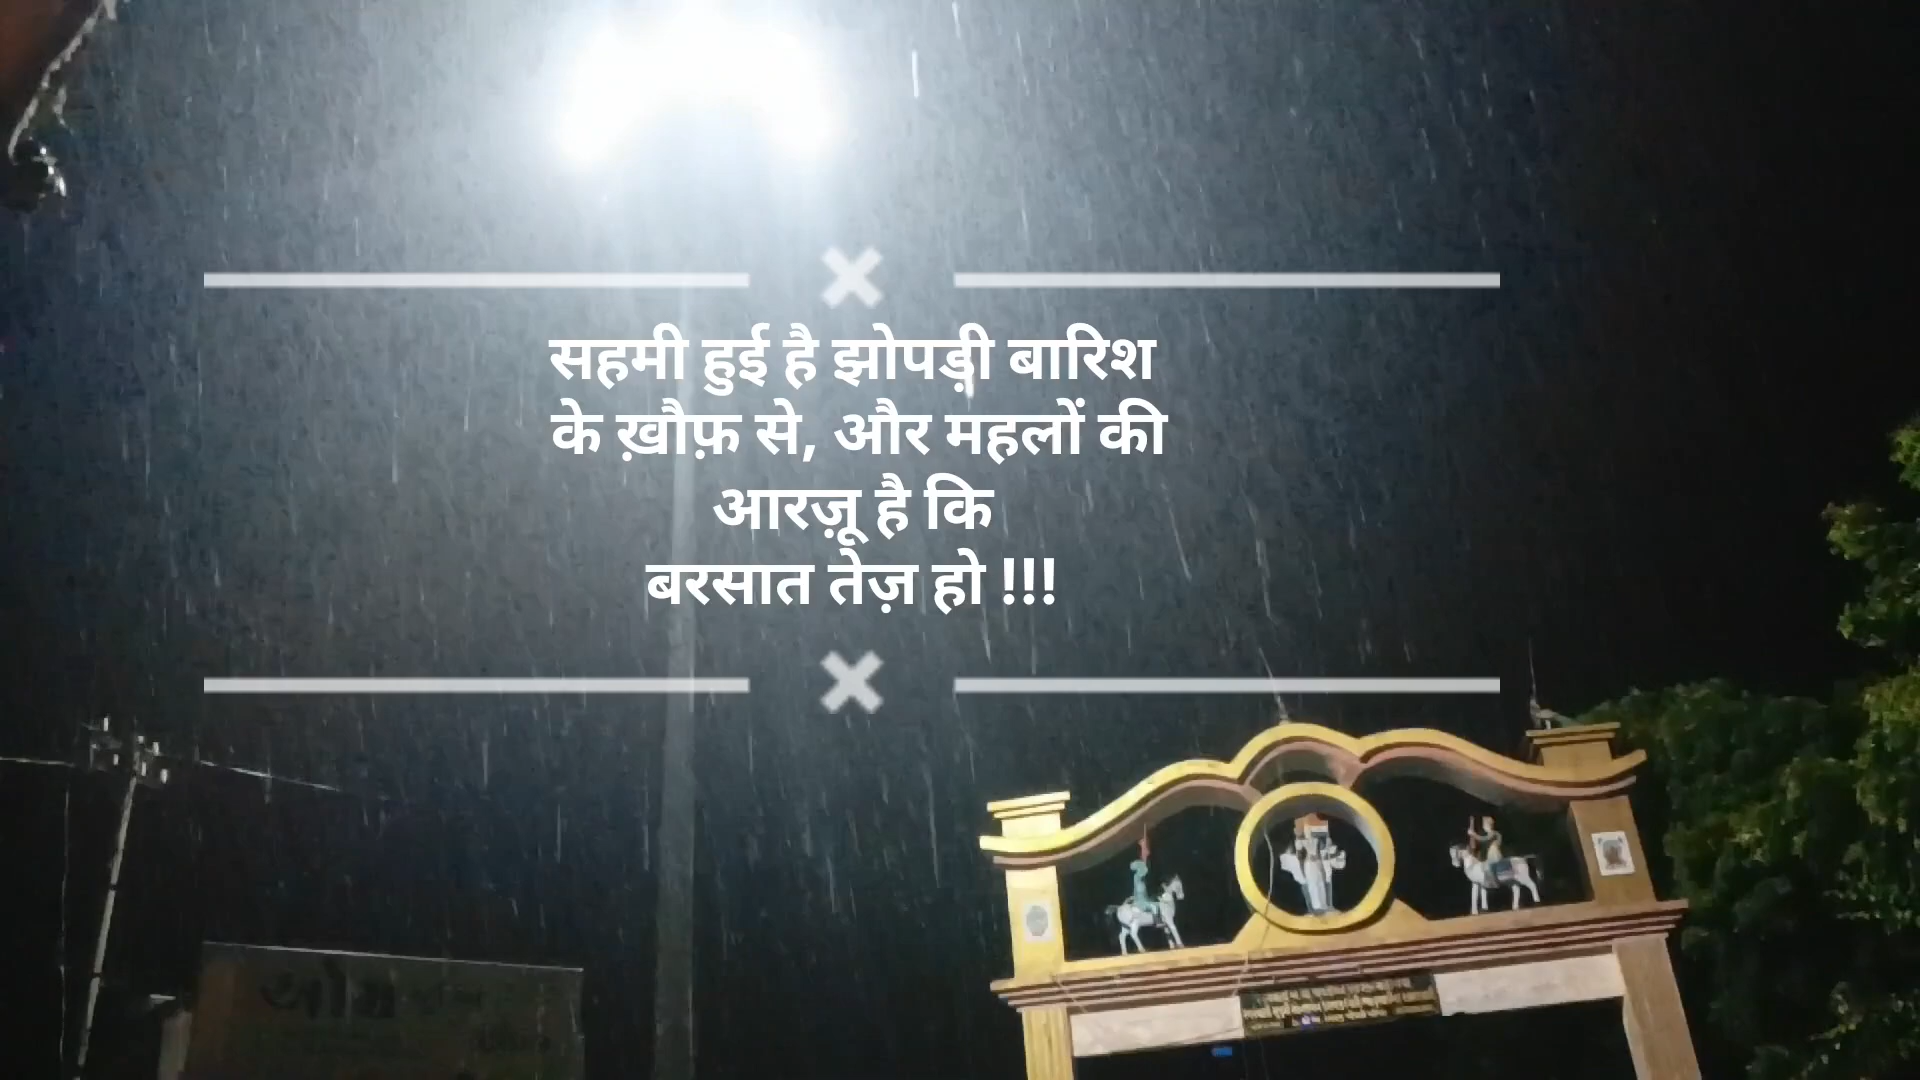 सहमी हुई है झोपड़ी बारिश
के ख़ौफ़ से, और महलों की
आरज़ू है कि
बरसात तेज़ हो !!!